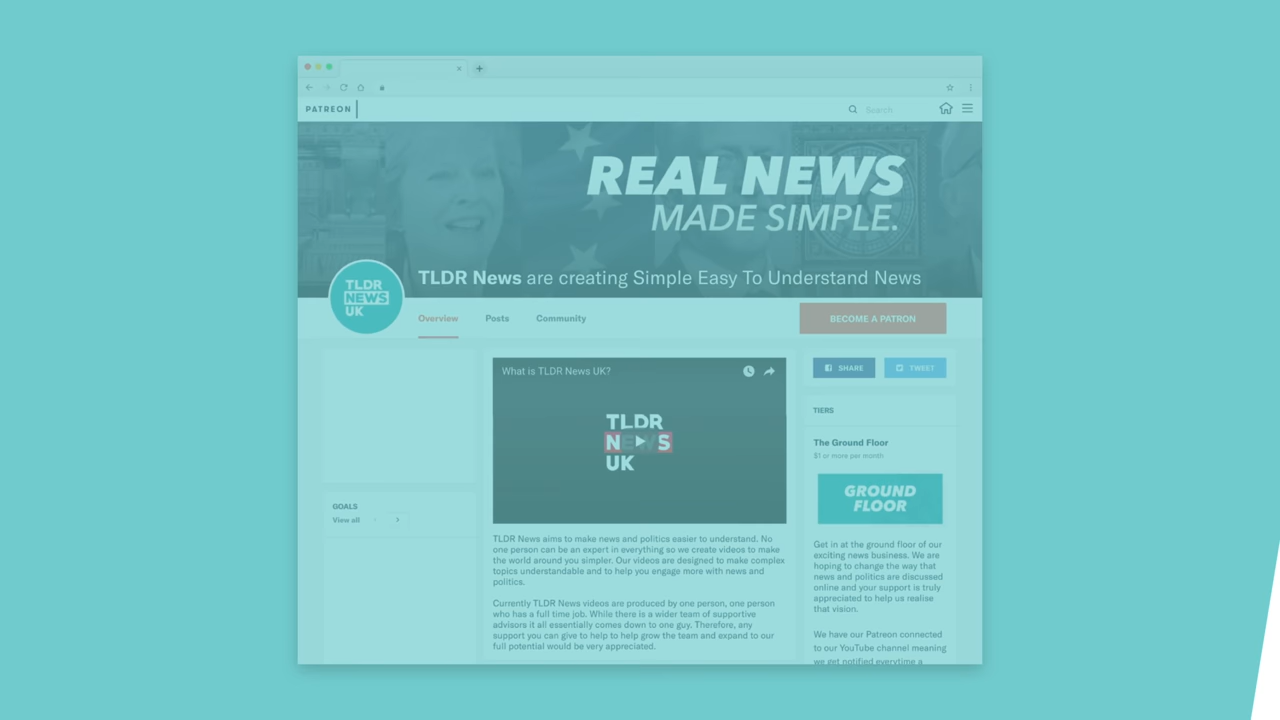 PATREON
Search
REAL NEWS
MADE SIMPLE.
TLDR
NEWS
UK
TLDR News are creating Simple Easy To Understand News
Overview
Posts
Community
BECOME A PATRON
What is TLDR News UK?
TLDR
NEWS
UK
TLDR News aims to make news and politics easier to understand. No
one person can be an expert in everything so we create videos to make
the world around you simpler. Our videos are designed to make complex
topics understandable and to help you engage more with news and
politics.
Currently TLDR News videos are produced by one person, one person
who has a full time job. While there is a wider team of supportive
advisors it all essentially comes down to one guy. Therefore, any
support you can give to help to help grow the team and expand to our
full potential would be very appreciated.
GOALS
View all
SHARE
TWEET
TIERS
The Ground Floor
$1 or more per month
GROUND
FLOOR
Get in at the ground floor of our
exciting news business. We are
hoping to change the way that
news and politics are discussed
online and your support is truly
appreciated to help us realise
that vision.
We have our Patreon connected
to our YouTube channel meaning
we get notified everytime a